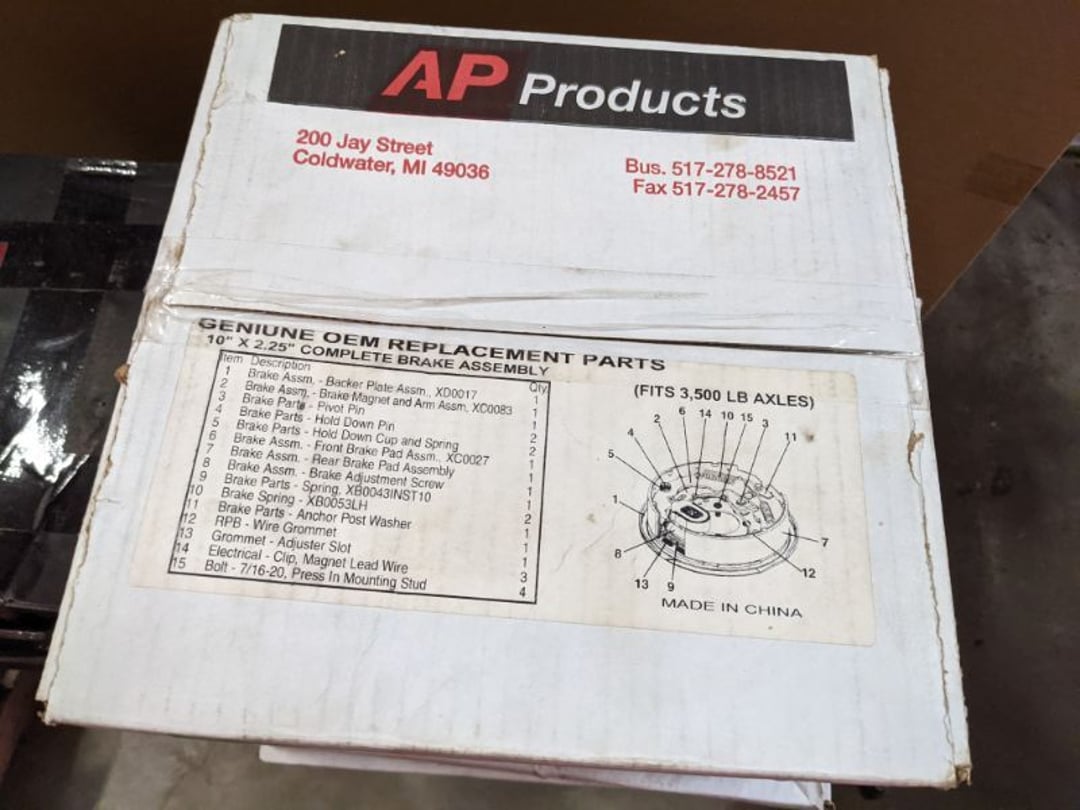 AP Products
200 Jay Street
Coldwater, MI 49036
Bus. 517-278-8521
Fax 517-278-2457
GENIUNE OEM REPLACEMENT PARTS
10" X 2.25" COMPLETE BRAKE ASSEMBLY
Item Description Qty
1 Brake Assm. - Backer Plate Assm., XD0017 1
2 Brake Assm. - Brake Magnet and Arm Assm, XC0083 1
3 Brake Parts - Pivot Pin 1
4 Brake Parts - Hold Down Pin 2
5 Brake Parts - Hold Down Cup and Spring 2
6 Brake Assm. - Front Brake Pad Assm., XC0027 1
7 Brake Assm. - Rear Brake Pad Assembly 1
8 Brake Assm. - Brake Adjustment Screw 1
9 Brake Parts - Spring, XB0043INST10 1
10 Brake Spring - XB0053LH 2
11 Brake Parts - Anchor Post Washer 1
12 RPB - Wire Grommet 1
13 Grommet - Adjuster Slot 1
14 Electrical - Clip, Magnet Lead Wire 3
15 Bolt - 7/16-20, Press In Mounting Stud 4
(FITS 3,500 LB AXLES)
2 6 14 10 15 3
4 11
5
1
7
8
12
13 9
MADE IN CHINA